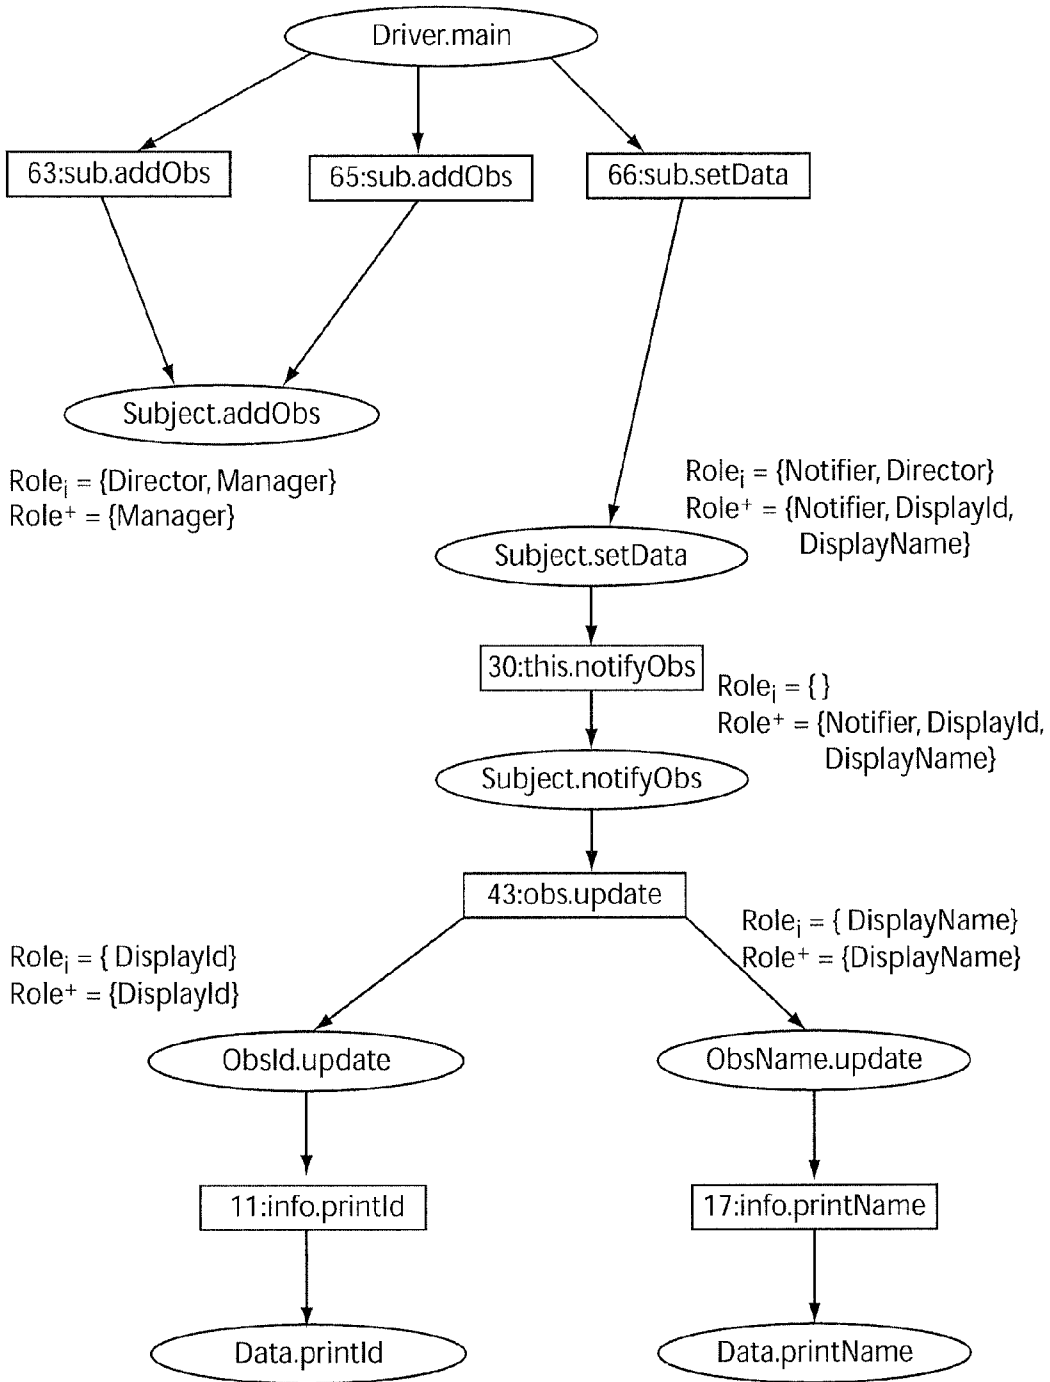 Driver.main
63:sub.addObs
65:sub.addObs
66:sub.setData
Subject.addObs
Roleᵢ = {Director, Manager}
Role⁺ = {Manager}
Roleᵢ = {Notifier, Director}
Role⁺ = {Notifier, DisplayId,
DisplayName}
Subject.setData
30:this.notifyObs
Roleᵢ = { }
Role⁺ = {Notifier, DisplayId,
DisplayName}
Subject.notifyObs
43:obs.update
Roleᵢ = { DisplayId}
Role⁺ = {DisplayId}
Roleᵢ = { DisplayName}
Role⁺ = {DisplayName}
ObsId.update
ObsName.update
11:info.printId
17:info.printName
Data.printId
Data.printName